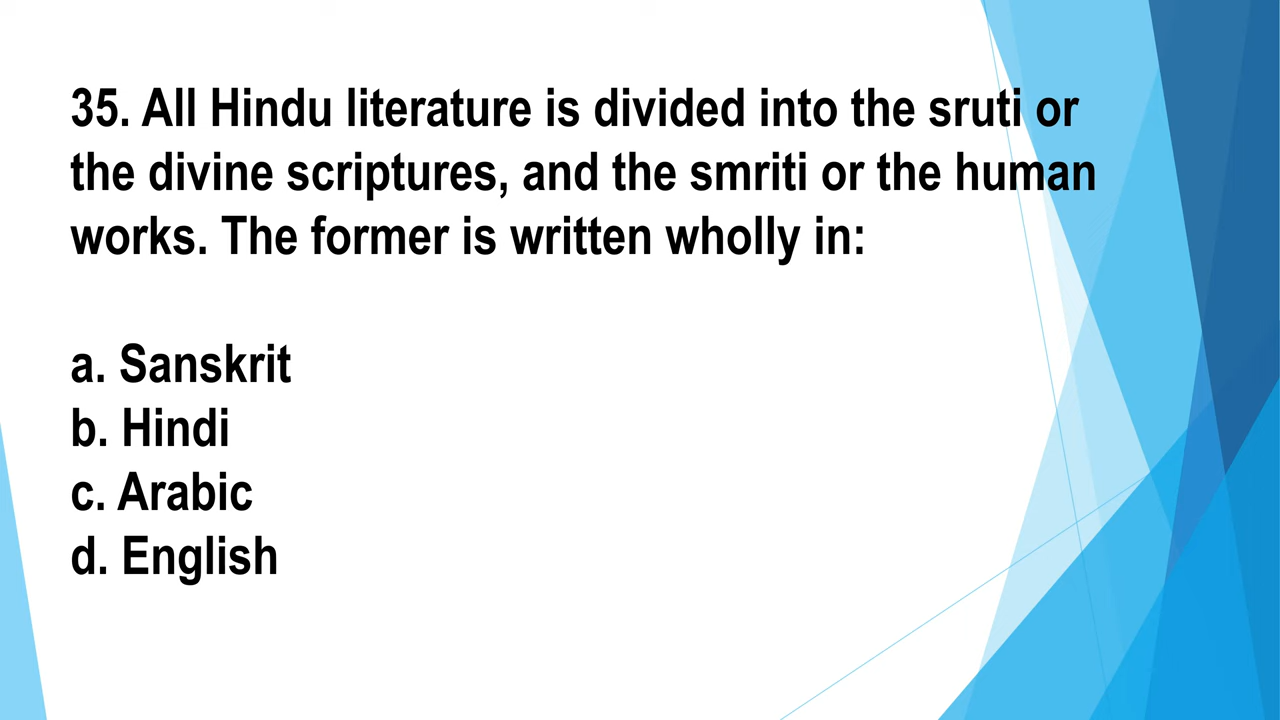 35. All Hindu literature is divided into the sruti or
the divine scriptures, and the smriti or the human
works. The former is written wholly in:
a. Sanskrit
b. Hindi
c. Arabic
d. English